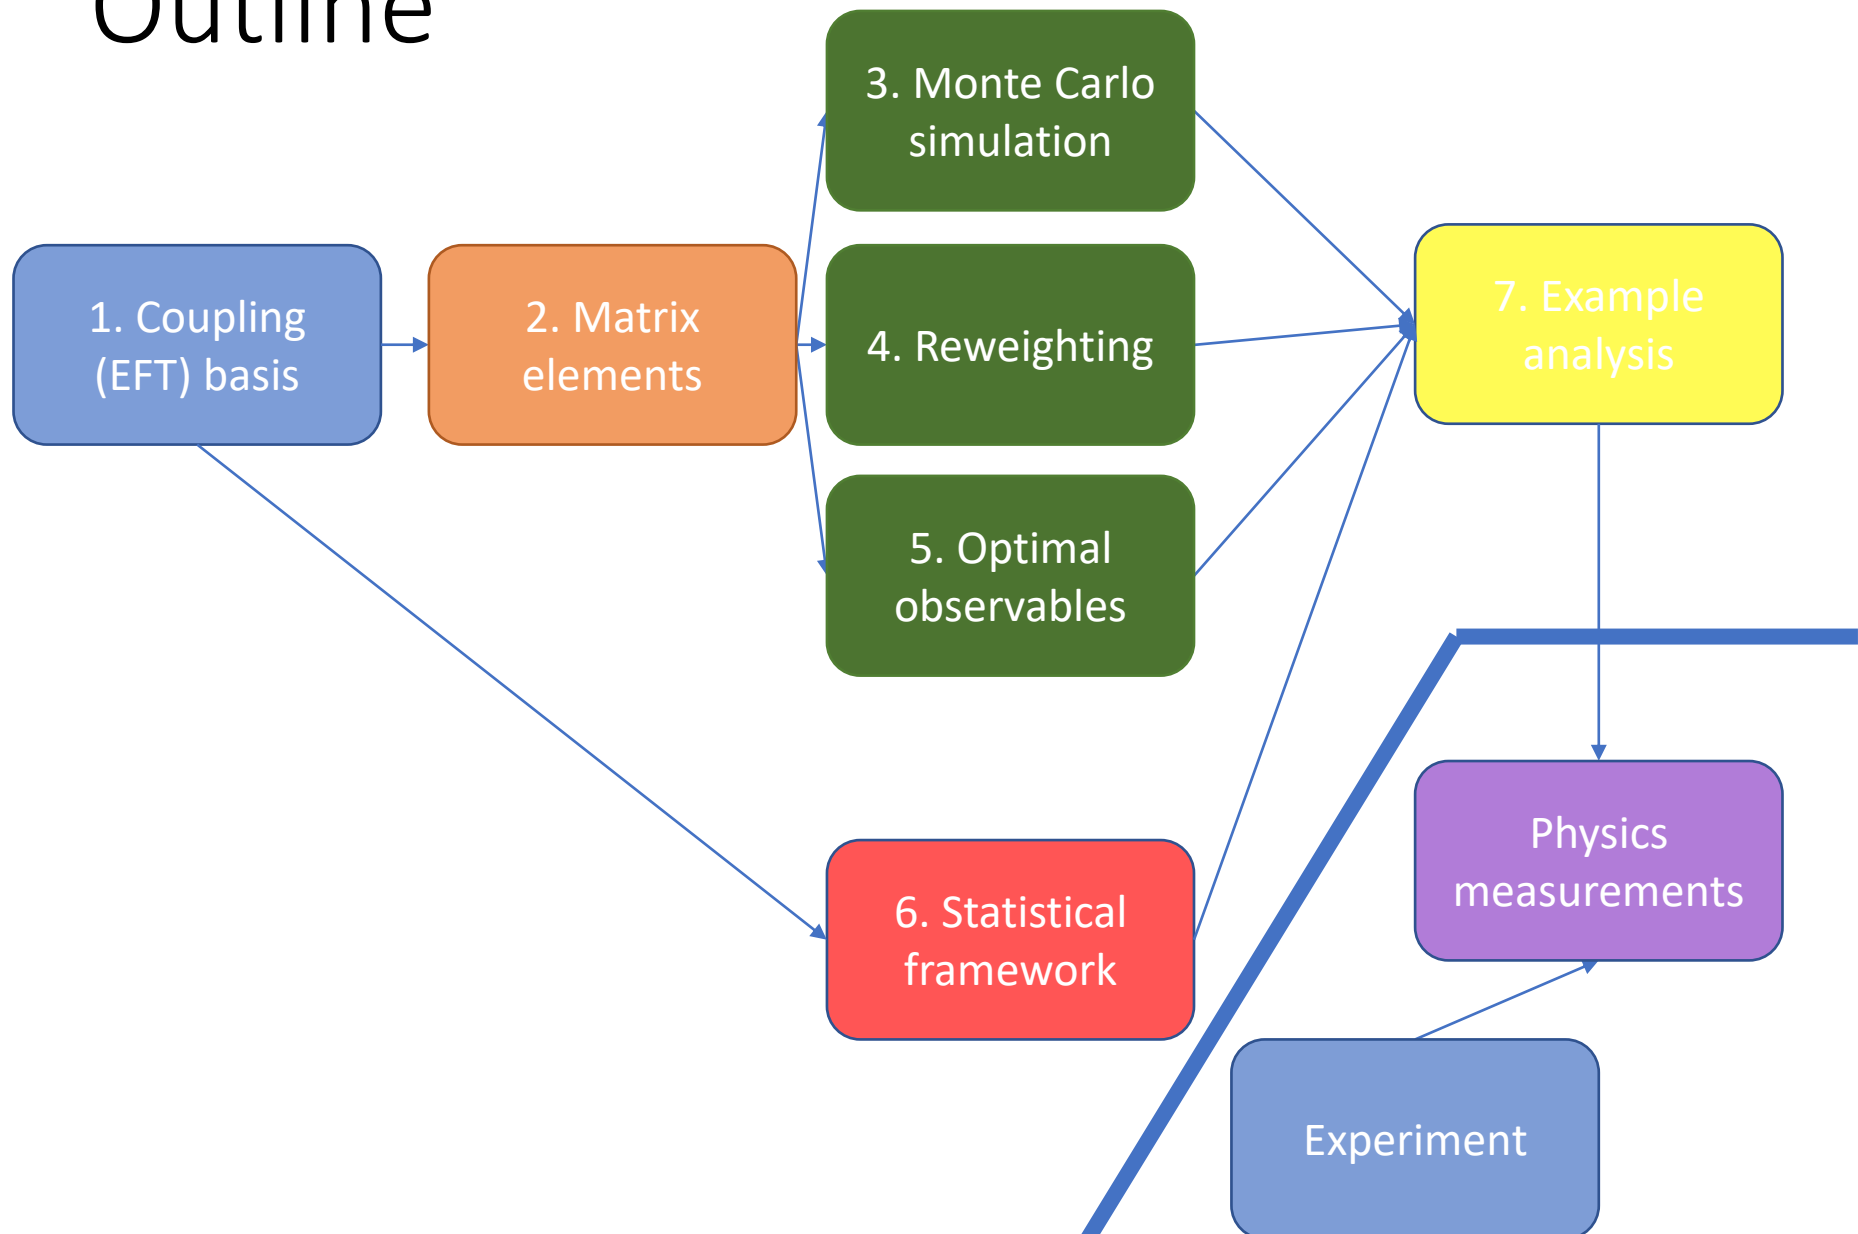 Outline
3. Monte Carlo
simulation
1. Coupling
(EFT) basis
2. Matrix
elements
4. Reweighting
7. Example
analysis
5. Optimal
observables
6. Statistical
framework
Physics
measurements
Experiment